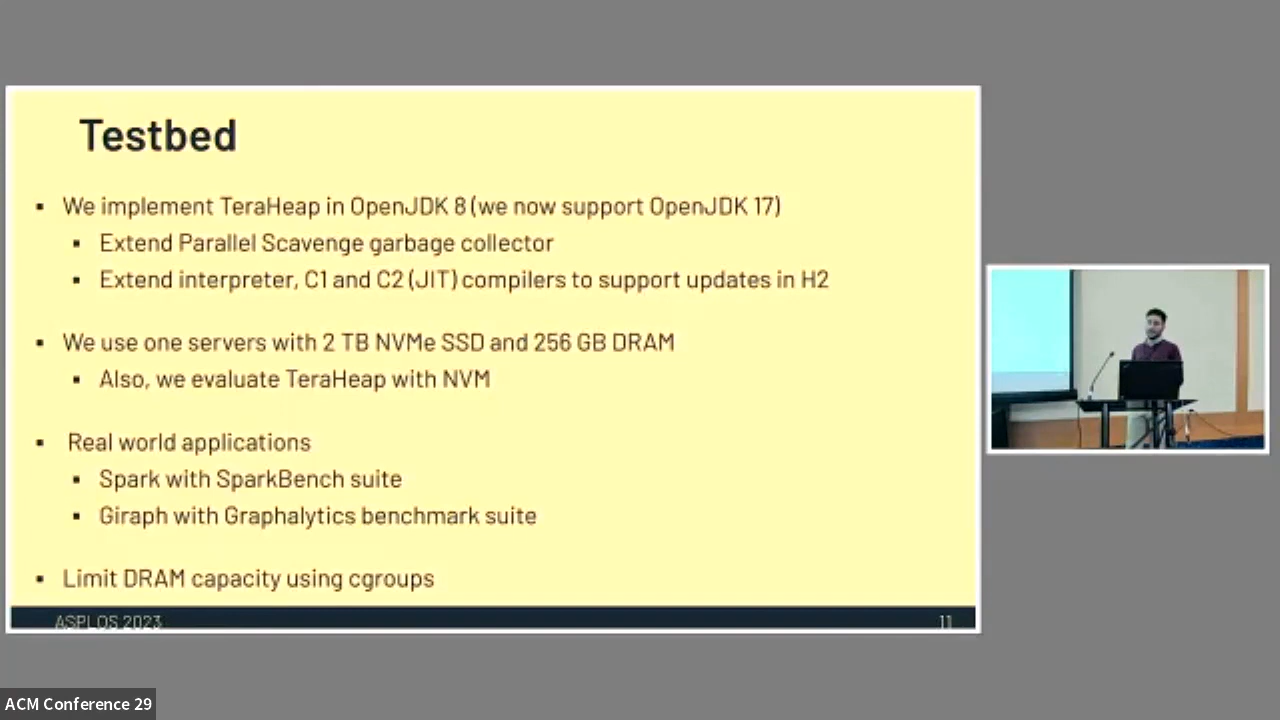 Testbed
▪ We implement TeraHeap in OpenJDK 8 (we now support OpenJDK 17)
▪ Extend Parallel Scavenge garbage collector
▪ Extend interpreter, C1 and C2 (JIT) compilers to support updates in H2
▪ We use one servers with 2 TB NVMe SSD and 256 GB DRAM
▪ Also, we evaluate TeraHeap with NVM
▪ Real world applications
▪ Spark with SparkBench suite
▪ Giraph with Graphalytics benchmark suite
▪ Limit DRAM capacity using cgroups
ASPLOS 2023
11
ACM Conference 29